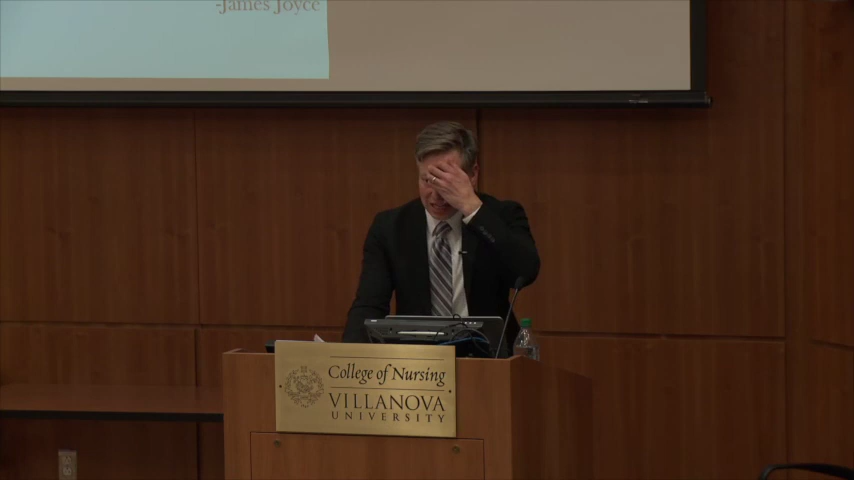 -James Joyce
College of Nursing
VILLANOVA
UNIVERSITY